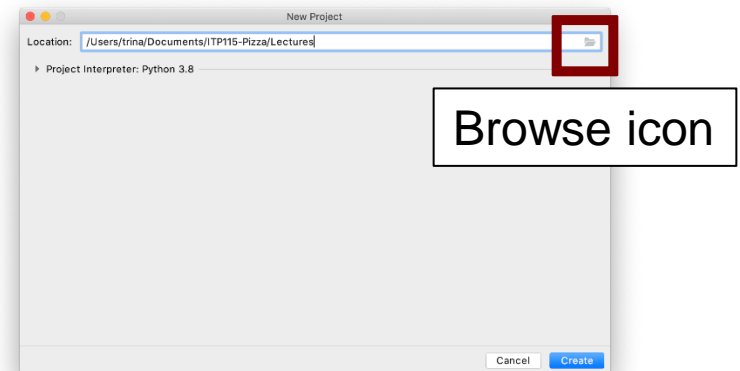 New Project
Location: /Users/trina/Documents/ITP115-Pizza/Lectures
Project Interpreter: Python 3.8
Browse icon
Cancel Create